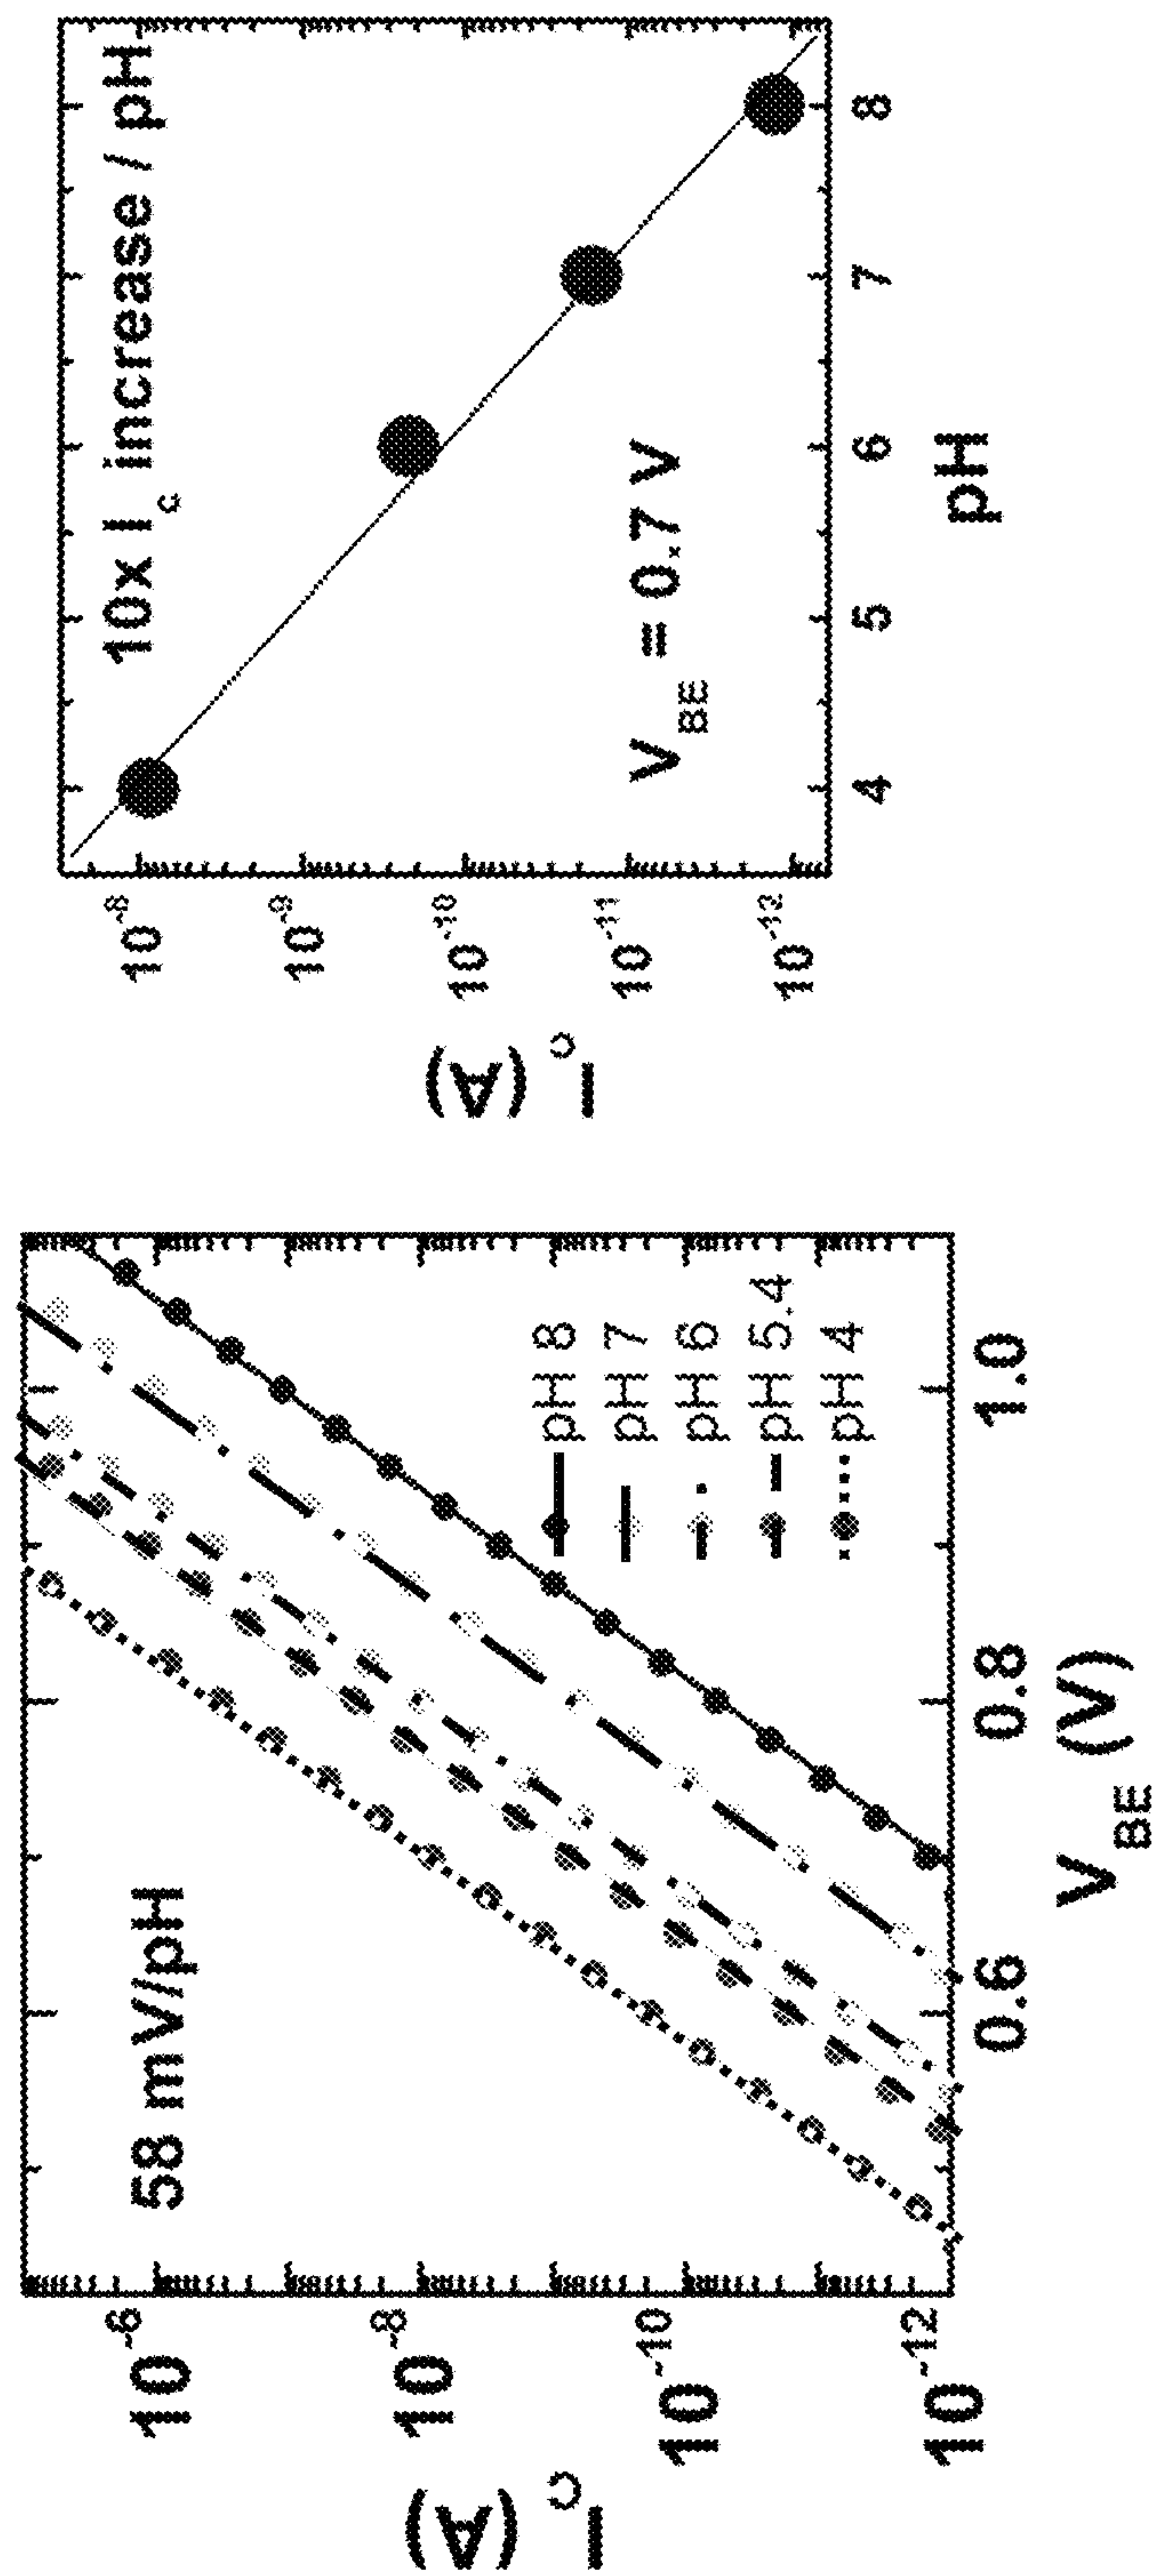 58 mV/pH
I_C (A)
10^-6
10^-8
10^-10
10^-12
pH 8
pH 7
pH 6
pH 5.4
pH 4
0.6
0.8
1.0
V_BE (V)
10x I_c increase / pH
I_c (A)
10^-8
10^-9
10^-10
10^-11
10^-12
V_BE = 0.7 V
4
5
6
7
8
pH